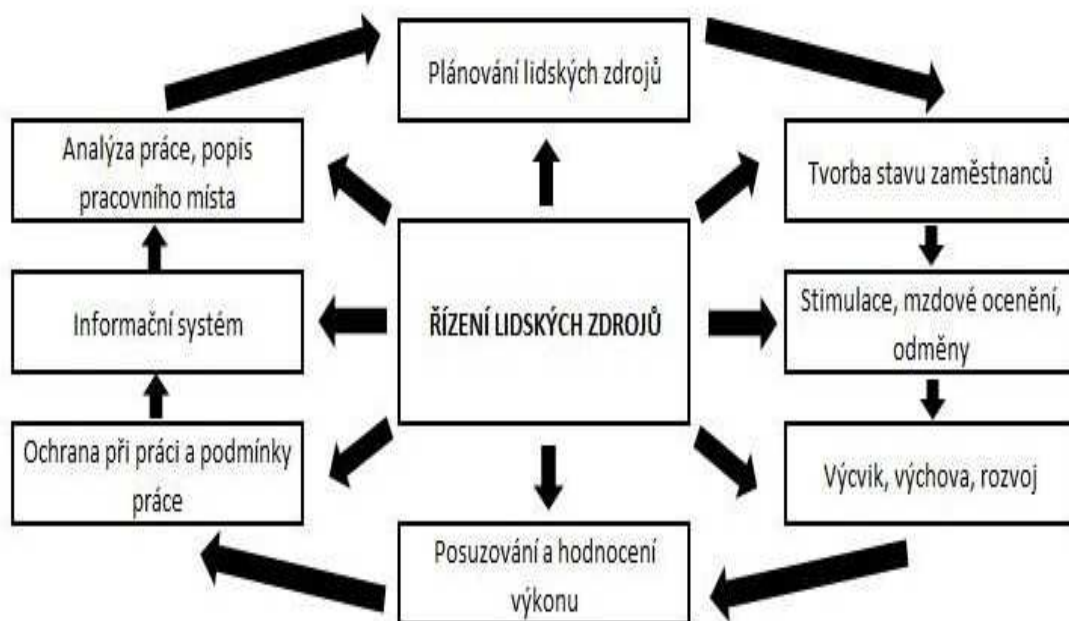 Plánování lidských zdrojů
Analýza práce, popis
pracovního místa
Tvorba stavu zaměstnanců
Informační systém
ŘÍZENÍ LIDSKÝCH ZDROJŮ
Stimulace, mzdové ocenění,
odměny
Ochrana při práci a podmínky
práce
Výcvik, výchova, rozvoj
Posuzování a hodnocení
výkonu